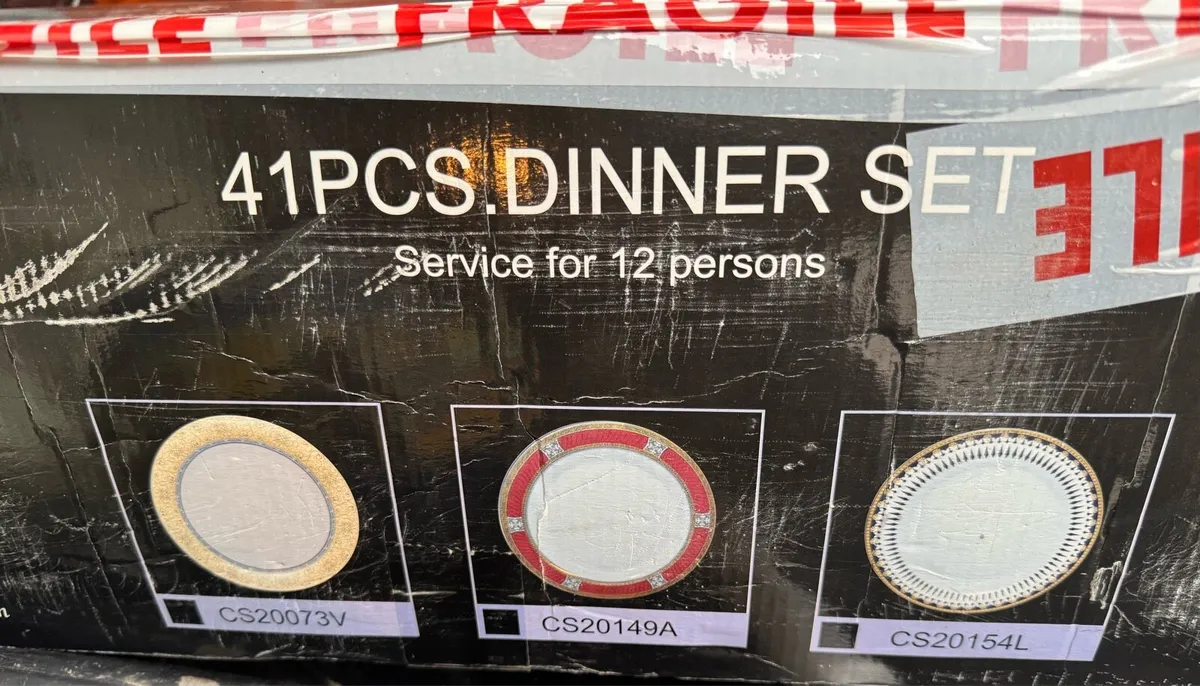 FRAGILE
41PCS.DINNER SET
Service for 12 persons
CS20073V
CS20149A
CS20154L